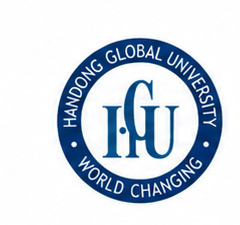 HANDONG GLOBAL UNIVERSITY
HGU
· WORLD CHANGING ·